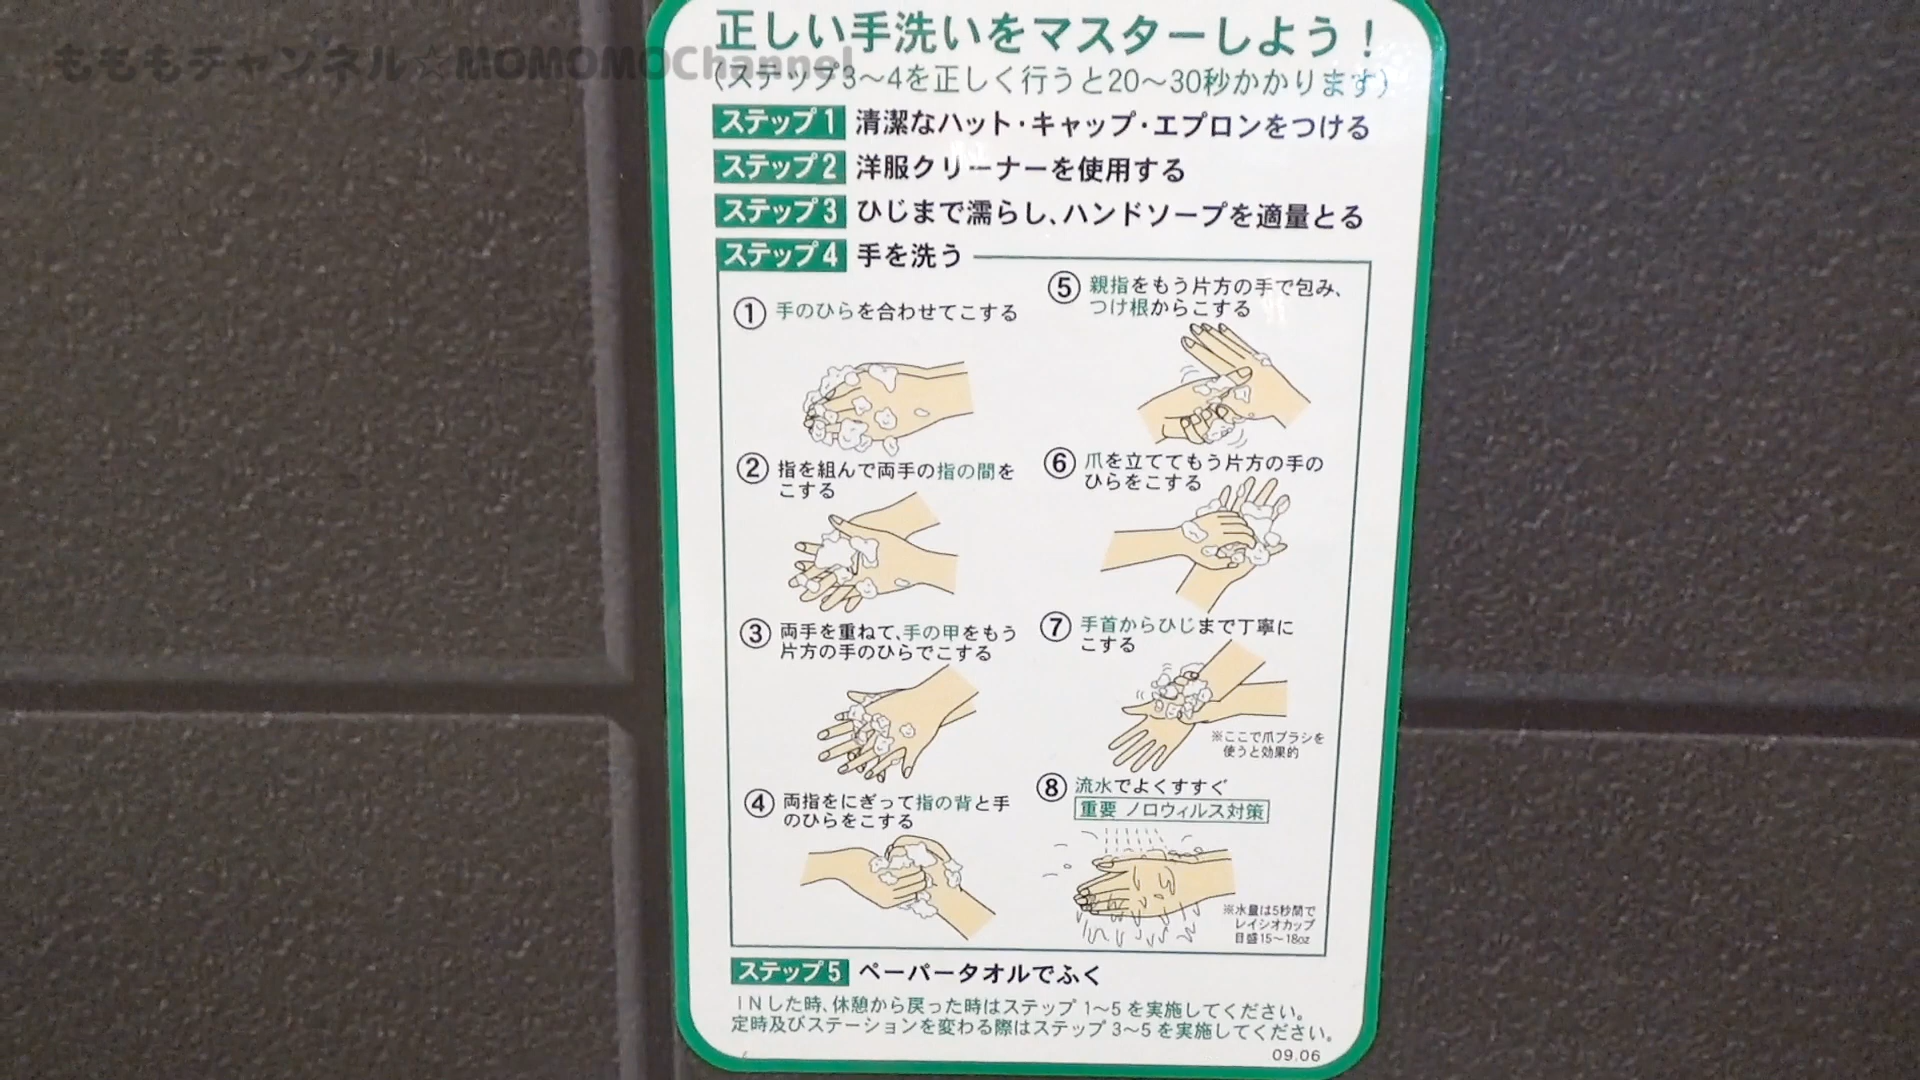 もももチャンネル☆MOMOMOChannel
正しい手洗いをマスターしよう！
(ステップ3〜4を正しく行うと20〜30秒かかります)
ステップ1 清潔なハット・キャップ・エプロンをつける
ステップ2 洋服クリーナーを使用する
ステップ3 ひじまで濡らし、ハンドソープを適量とる
ステップ4 手を洗う
① 手のひらを合わせてこする
② 指を組んで両手の指の間を
こする
③ 両手を重ねて、手の甲をもう
片方の手のひらでこする
④ 両指をにぎって指の背と手
のひらをこする
⑤ 親指をもう片方の手で包み、
つけ根からこする
⑥ 爪を立ててもう片方の手の
ひらをこする
⑦ 手首からひじまで丁寧に
こする
※ここで爪ブラシを
使うと効果的
⑧ 流水でよくすすぐ
重要 ノロウィルス対策
※水量は5秒間で
レイシオカップ
目盛15〜18oz
ステップ5 ペーパータオルでふく
INした時、休憩から戻った時はステップ1〜5を実施してください。
定時及びステーションを変わる際はステップ3〜5を実施してください。
09.06